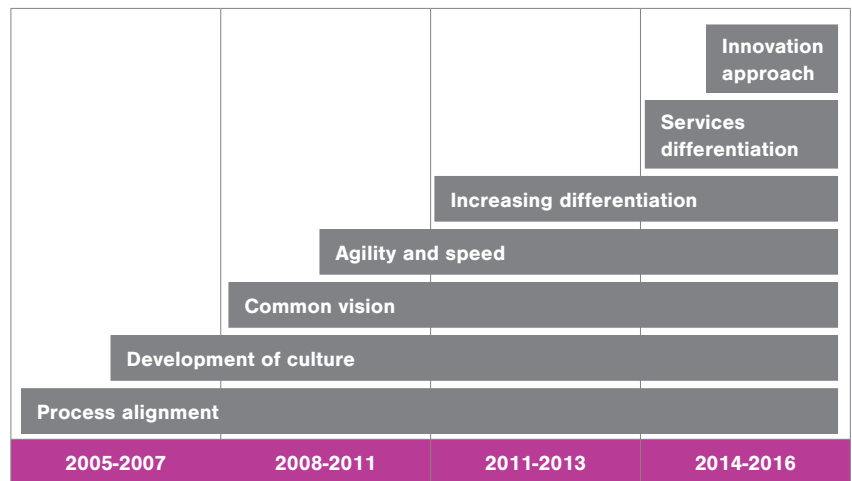 Innovation
approach
Services
differentiation
Increasing differentiation
Agility and speed
Common vision
Development of culture
Process alignment
2005-2007 2008-2011 2011-2013 2014-2016